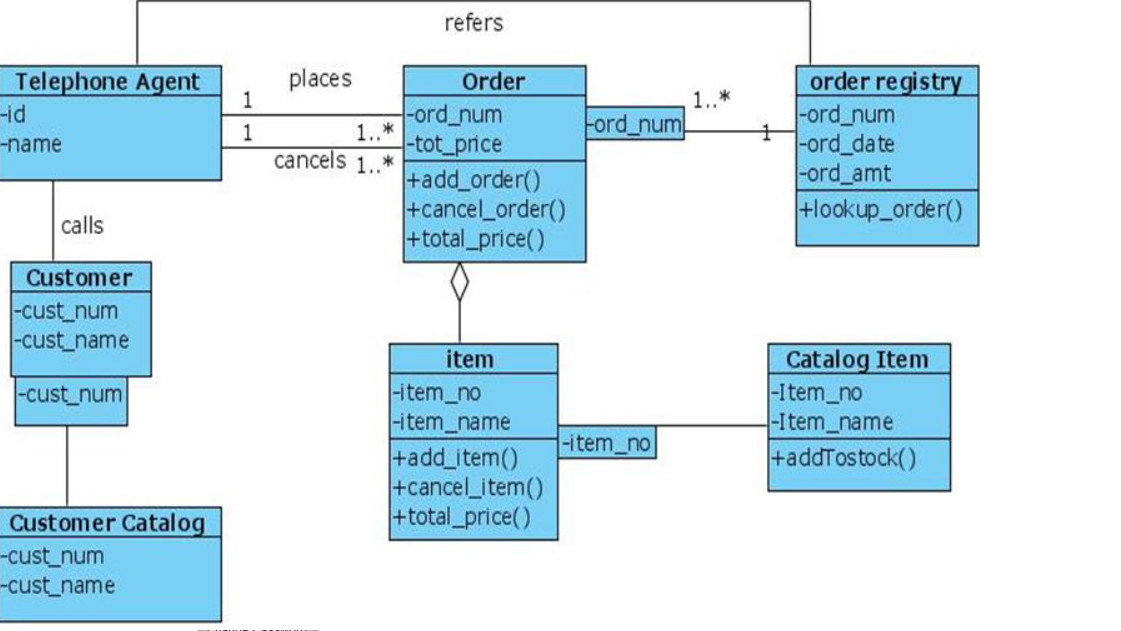 refers
Telephone Agent
-id
-name
places
1
1
1..*
cancels
1..*
Order
-ord_num
-tot_price
+add_order()
+cancel_order()
+total_price()
-ord_num
1..*
1
order registry
-ord_num
-ord_date
-ord_amt
+lookup_order()
calls
Customer
-cust_num
-cust_name
-cust_num
item
-item_no
-item_name
+add_item()
+cancel_item()
+total_price()
-item_no
Catalog Item
-Item_no
-Item_name
+addTostock()
Customer Catalog
-cust_num
-cust_name